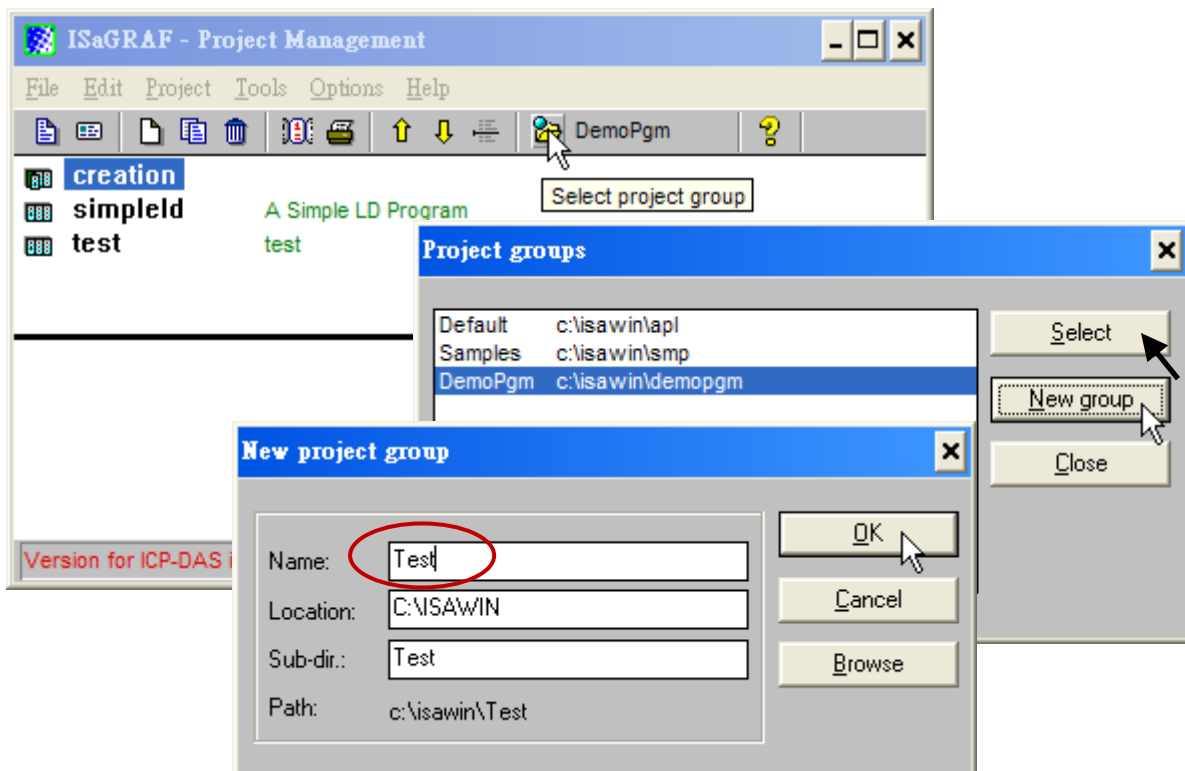 ISaGRAF - Project Management
File Edit Project Tools Options Help
DemoPgm
Select project group
creation
simpleld A Simple LD Program
test test
Version for ICP-DAS
Project groups
Default c:\isawin\apl
Samples c:\isawin\smp
DemoPgm c:\isawin\demopgm
Select
New group
Close
New project group
Name: Test
Location: C:\ISAWIN
Sub-dir.: Test
Path: c:\isawin\Test
OK
Cancel
Browse